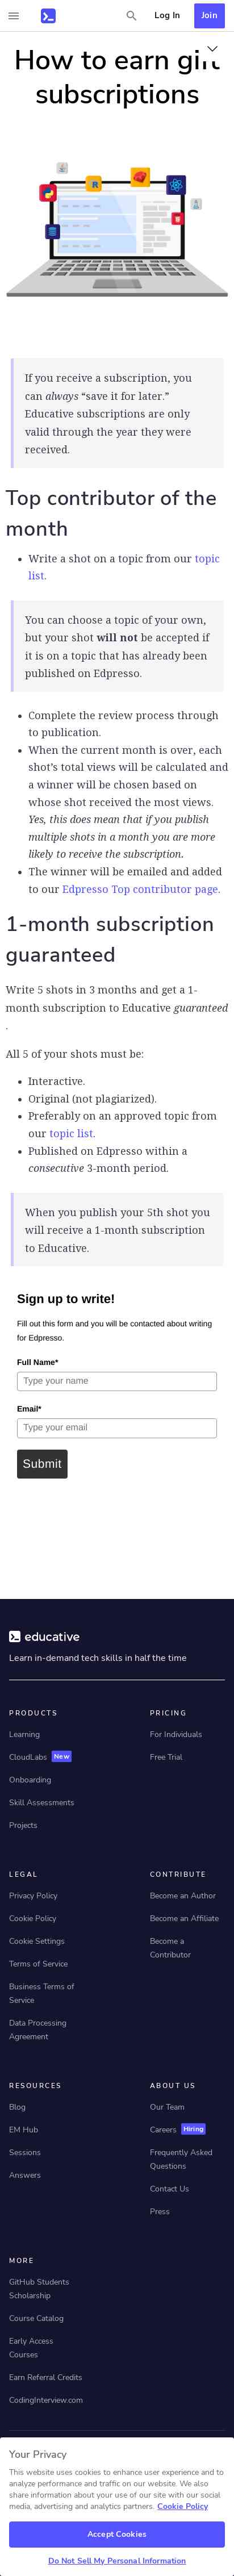 Log In
Join
How to earn gift
subscriptions
If you receive a subscription, you
can always “save it for later.”
Educative subscriptions are only
valid through the year they were
received.
Top contributor of the
month
Write a shot on a topic from our topic
list.
You can choose a topic of your own,
but your shot will not be accepted if
it is on a topic that has already been
published on Edpresso.
Complete the review process through
to publication.
When the current month is over, each
shot’s total views will be calculated and
a winner will be chosen based on
whose shot received the most views.
Yes, this does mean that if you publish
multiple shots in a month you are more
likely to receive the subscription.
The winner will be emailed and added
to our Edpresso Top contributor page.
1-month subscription
guaranteed
Write 5 shots in 3 months and get a 1-
month subscription to Educative guaranteed
.
All 5 of your shots must be:
Interactive.
Original (not plagiarized).
Preferably on an approved topic from
our topic list.
Published on Edpresso within a
consecutive 3-month period.
When you publish your 5th shot you
will receive a 1-month subscription
to Educative.
Sign up to write!
Fill out this form and you will be contacted about writing
for Edpresso.
Full Name*
Type your name
Email*
Type your email
Submit
educative
Learn in-demand tech skills in half the time
PRODUCTS
Learning
CloudLabs New
Onboarding
Skill Assessments
Projects
PRICING
For Individuals
Free Trial
LEGAL
Privacy Policy
Cookie Policy
Cookie Settings
Terms of Service
Business Terms of
Service
Data Processing
Agreement
CONTRIBUTE
Become an Author
Become an Affiliate
Become a
Contributor
RESOURCES
Blog
EM Hub
Sessions
Answers
ABOUT US
Our Team
Careers Hiring
Frequently Asked
Questions
Contact Us
Press
MORE
GitHub Students
Scholarship
Course Catalog
Early Access
Courses
Earn Referral Credits
CodingInterview.com
Your Privacy
This website uses cookies to enhance user experience and to
analyze performance and traffic on our website. We also
share information about your use of our site with our social
media, advertising and analytics partners. Cookie Policy
Accept Cookies
Do Not Sell My Personal Information